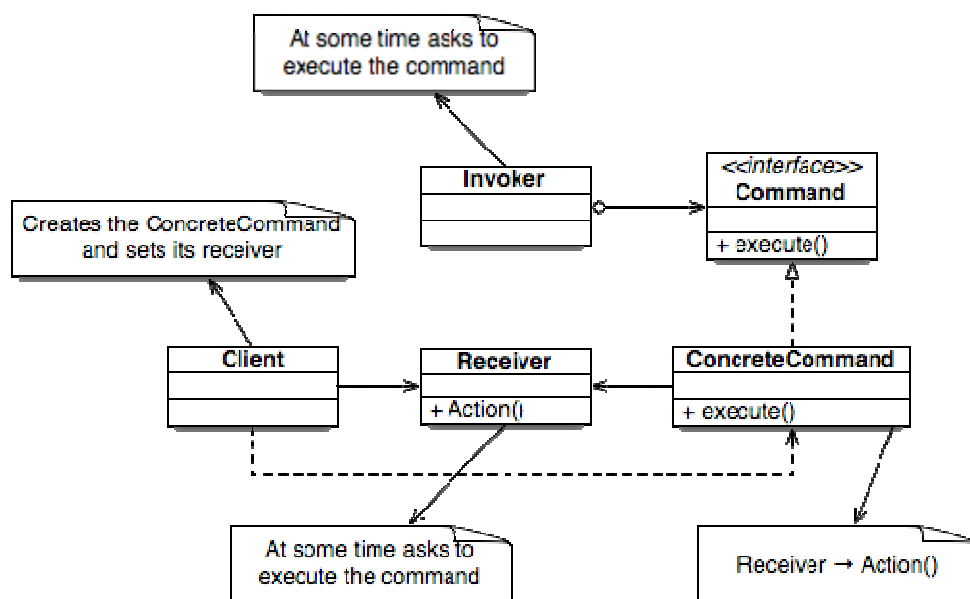 At some time asks to
execute the command
Invoker
<<interface>>
Command
+ execute()
Creates the ConcreteCommand
and sets its receiver
Client
Receiver
+ Action()
ConcreteCommand
+ execute()
At some time asks to
execute the command
Receiver → Action()